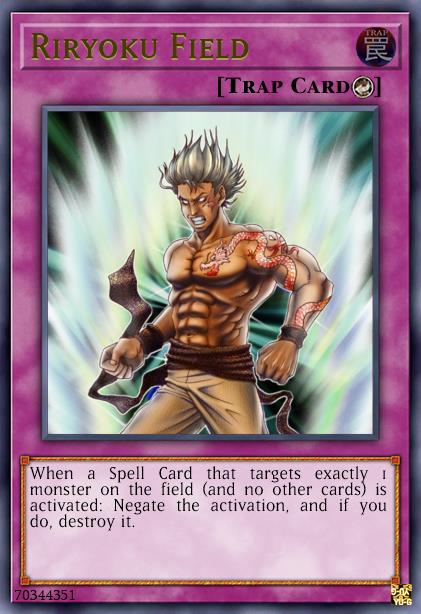 Riryoku Field
TRAP
罠
[Trap Card]
When a Spell Card that targets exactly 1
monster on the field (and no other cards) is
activated: Negate the activation, and if you
do, destroy it.
70344351